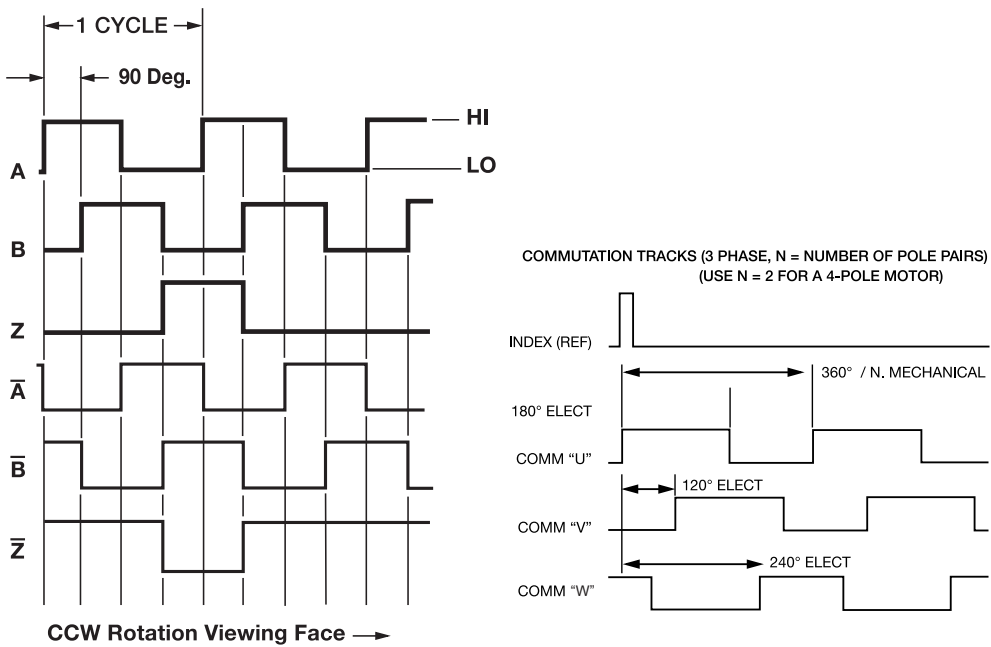 1 CYCLE
90 Deg.
HI
LO
A
B
Z
A̅
B̅
Z̅
CCW Rotation Viewing Face
COMMUTATION TRACKS (3 PHASE, N = NUMBER OF POLE PAIRS)
(USE N = 2 FOR A 4-POLE MOTOR)
INDEX (REF)
360° / N. MECHANICAL
180° ELECT
COMM "U"
120° ELECT
COMM "V"
240° ELECT
COMM "W"